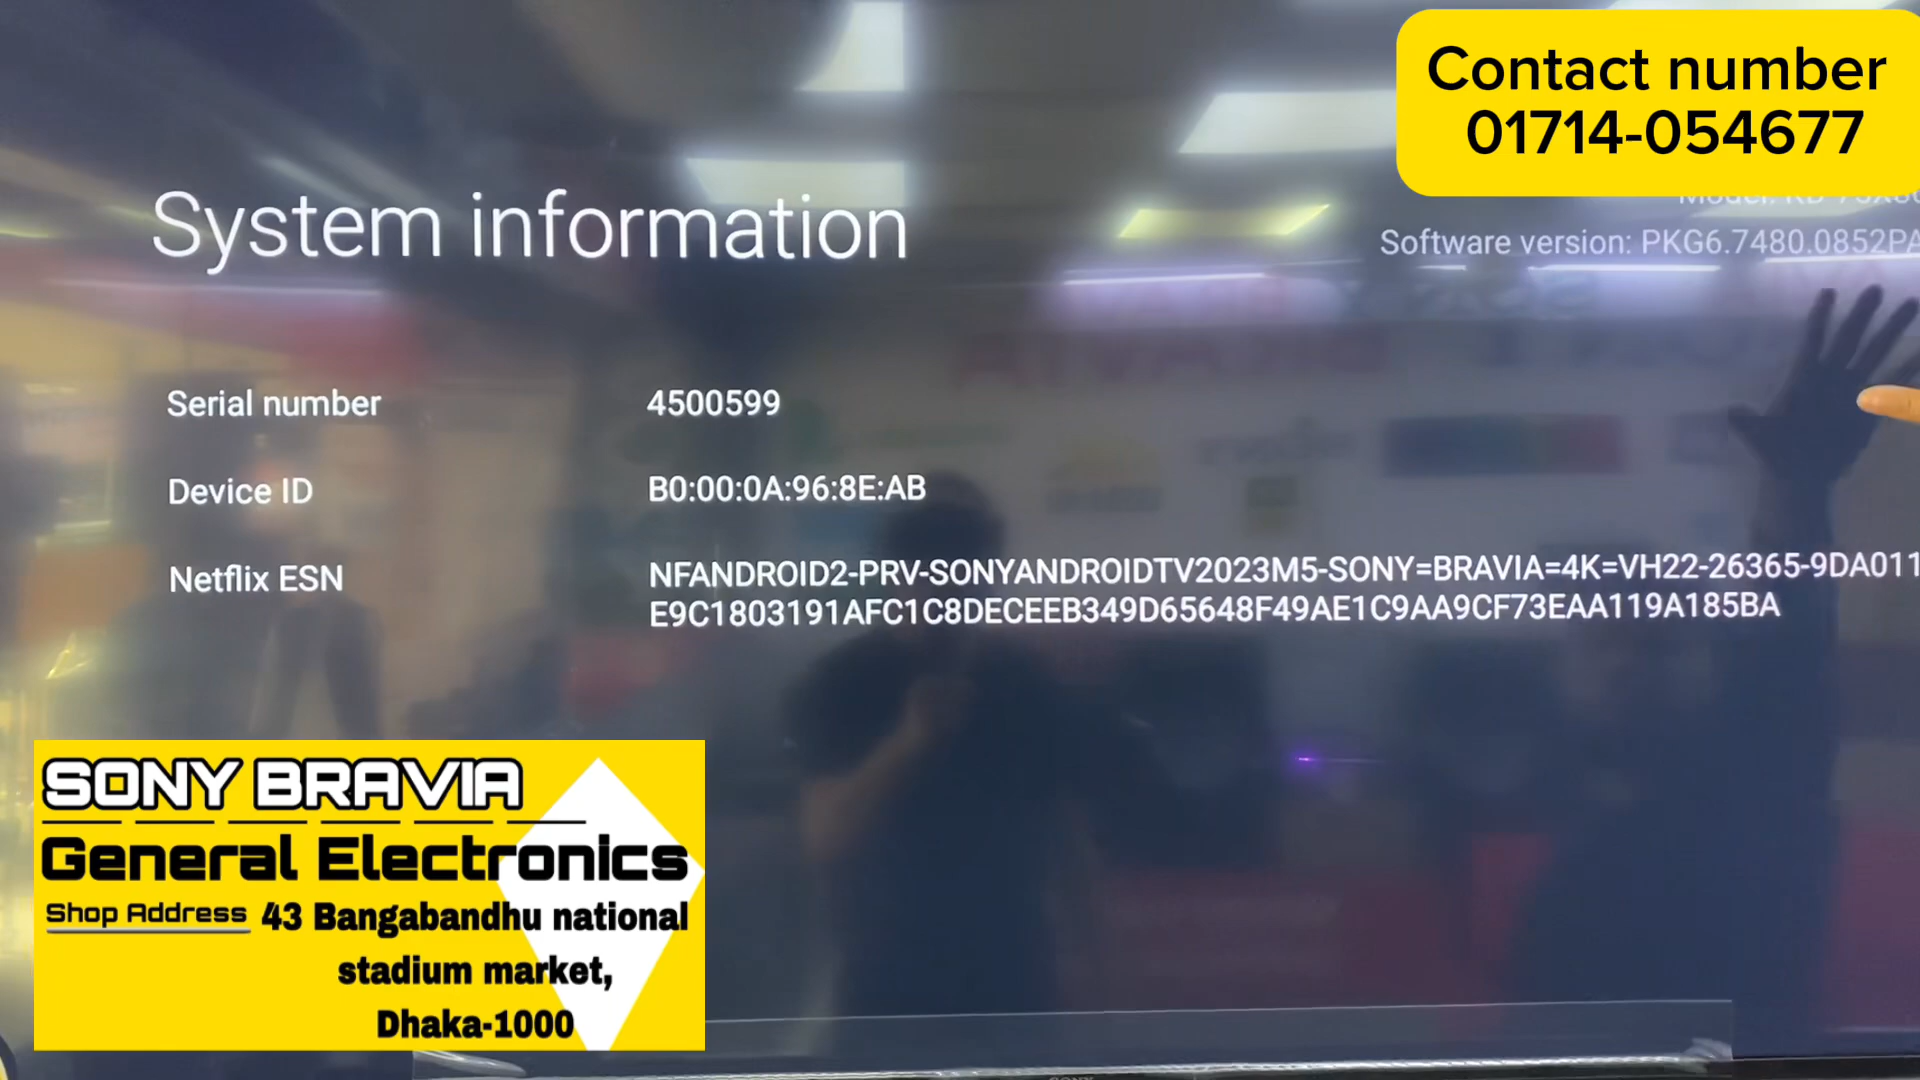 Contact number
01714-054677
System information
Software version: PKG6.7480.0852PA
Serial number 4500599
Device ID B0:00:0A:96:8E:AB
Netflix ESN NFANDROID2-PRV-SONYANDROIDTV2023M5-SONY=BRAVIA=4K=VH22-26365-9DA011
E9C1803191AFC1C8DECEEB349D65648F49AE1C9AA9CF73EAA119A185BA
SONY BRAVIA
General Electronics
Shop Address 43 Bangabandhu national
stadium market,
Dhaka-1000
SONY